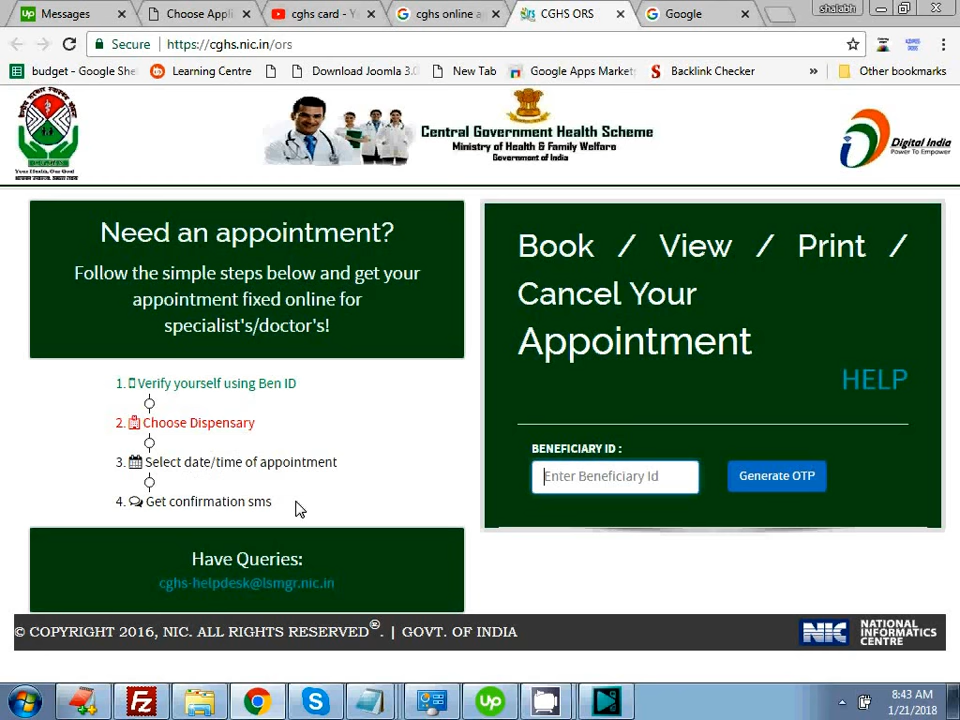 Messages
Choose Appli
cghs card - Y
cghs online a
CGHS ORS
Google
shalabh
Secure
https://cghs.nic.in/ors
budget - Google She
Learning Centre
Download Joomla 3.0
New Tab
Google Apps Market
Backlink Checker
»
Other bookmarks
Your Health, Our Goal
Central Government Health Scheme
Ministry of Health & Family Welfare
Government of India
Digital India
Power To Empower
Need an appointment?
Follow the simple steps below and get your
appointment fixed online for
specialist's/doctor's!
1. Verify yourself using Ben ID
2. Choose Dispensary
3. Select date/time of appointment
4. Get confirmation sms
Have Queries:
cghs-helpdesk@lsmgr.nic.in
Book / View / Print /
Cancel Your
Appointment
HELP
BENEFICIARY ID :
Enter Beneficiary Id
Generate OTP
© COPYRIGHT 2016, NIC. ALL RIGHTS RESERVED®. | GOVT. OF INDIA
NIC
NATIONAL
INFORMATICS
CENTRE
8:43 AM
1/21/2018